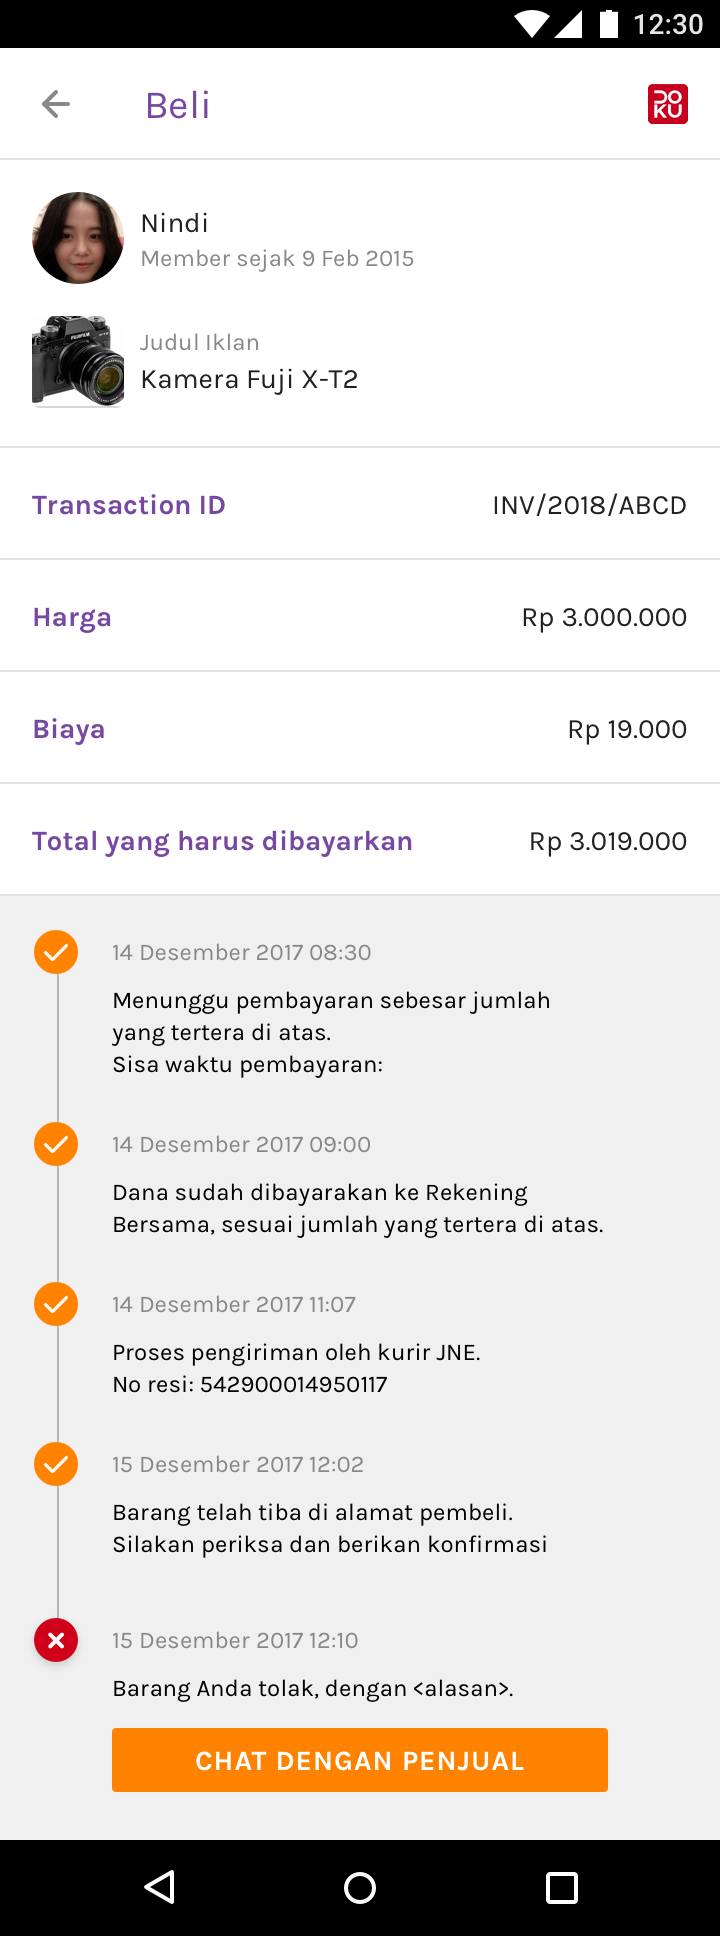 12:30
Beli
DOKU
Nindi
Member sejak 9 Feb 2015
FUJIFILM
Judul Iklan
Kamera Fuji X-T2
Transaction ID
INV/2018/ABCD
Harga
Rp 3.000.000
Biaya
Rp 19.000
Total yang harus dibayarkan
Rp 3.019.000
14 Desember 2017 08:30
Menunggu pembayaran sebesar jumlah
yang tertera di atas.
Sisa waktu pembayaran:
14 Desember 2017 09:00
Dana sudah dibayarakan ke Rekening
Bersama, sesuai jumlah yang tertera di atas.
14 Desember 2017 11:07
Proses pengiriman oleh kurir JNE.
No resi: 542900014950117
15 Desember 2017 12:02
Barang telah tiba di alamat pembeli.
Silakan periksa dan berikan konfirmasi
15 Desember 2017 12:10
Barang Anda tolak, dengan <alasan>.
CHAT DENGAN PENJUAL